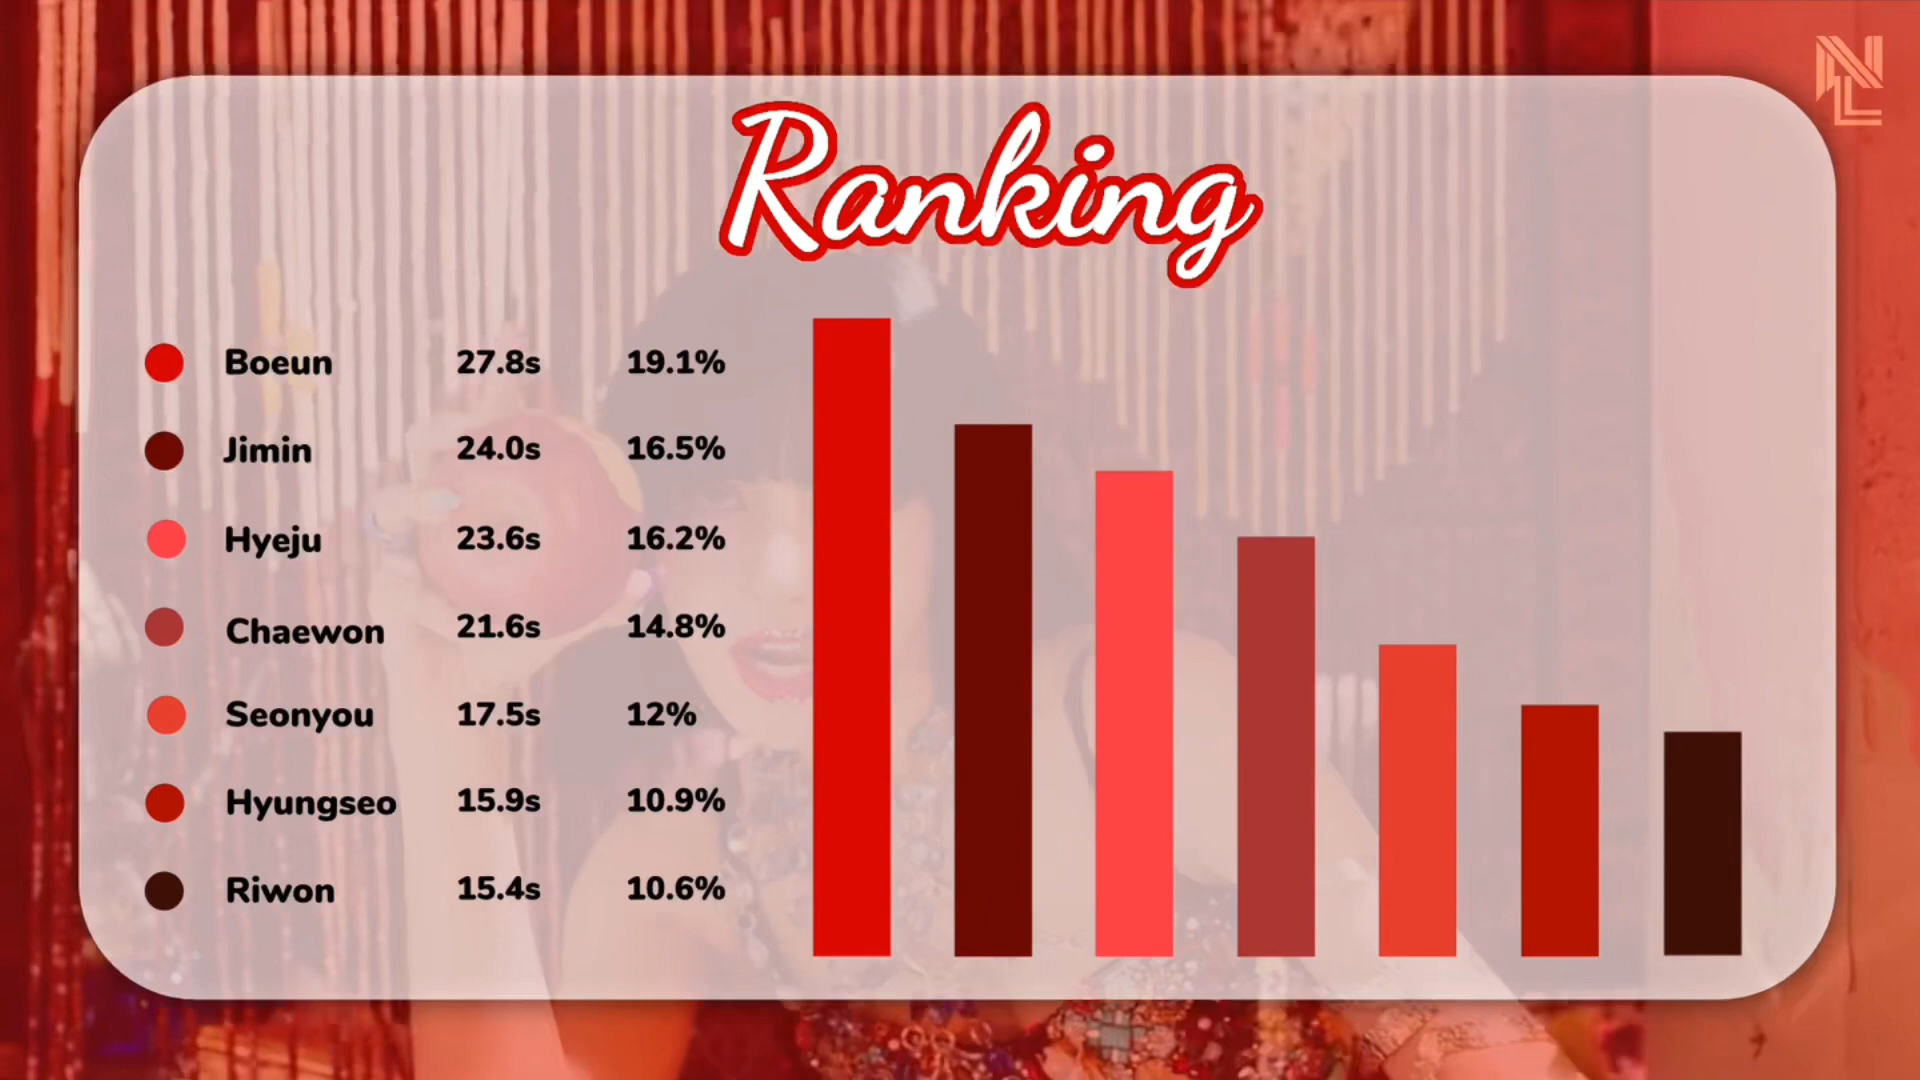 NL
Ranking
Boeun 27.8s 19.1%
Jimin 24.0s 16.5%
Hyeju 23.6s 16.2%
Chaewon 21.6s 14.8%
Seonyou 17.5s 12%
Hyungseo 15.9s 10.9%
Riwon 15.4s 10.6%